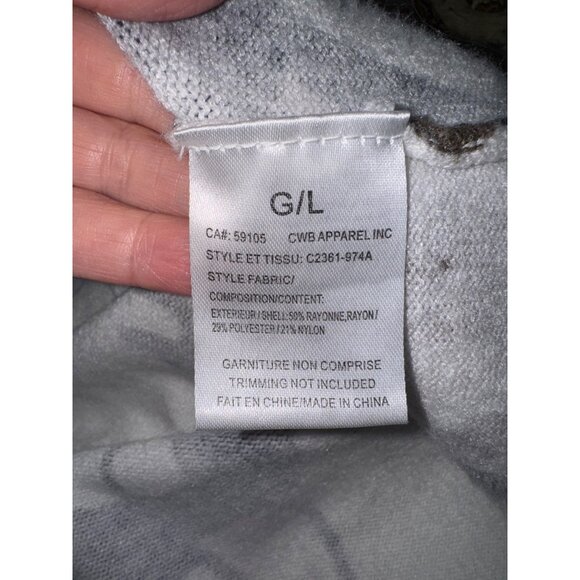 G/L
CA#: 59105 CWB APPAREL INC
STYLE ET TISSU: C2361-974A
STYLE FABRIC/
COMPOSITION/CONTENT:
EXTERIEUR / SHELL: 50% RAYONNE,RAYON /
29% POLYESTER / 21% NYLON
GARNITURE NON COMPRISE
TRIMMING NOT INCLUDED
FAIT EN CHINE/MADE IN CHINA